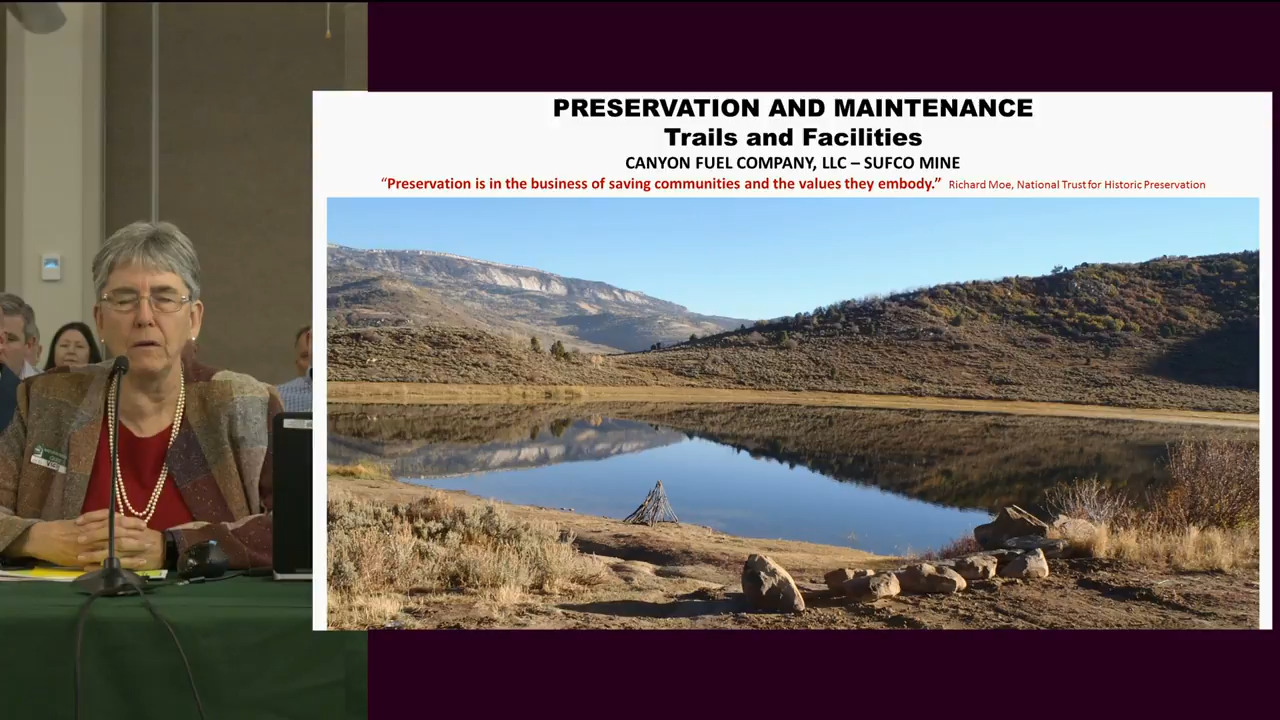 PRESERVATION AND MAINTENANCE
Trails and Facilities
CANYON FUEL COMPANY, LLC – SUFCO MINE
“Preservation is in the business of saving communities and the values they embody.” Richard Moe, National Trust for Historic Preservation